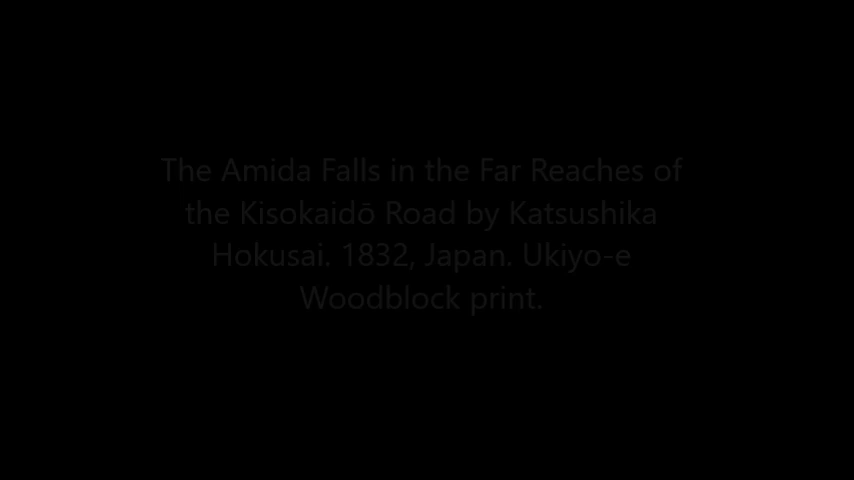 The Amida Falls in the Far Reaches of
the Kisokaidō Road by Katsushika
Hokusai. 1832, Japan. Ukiyo-e
Woodblock print.